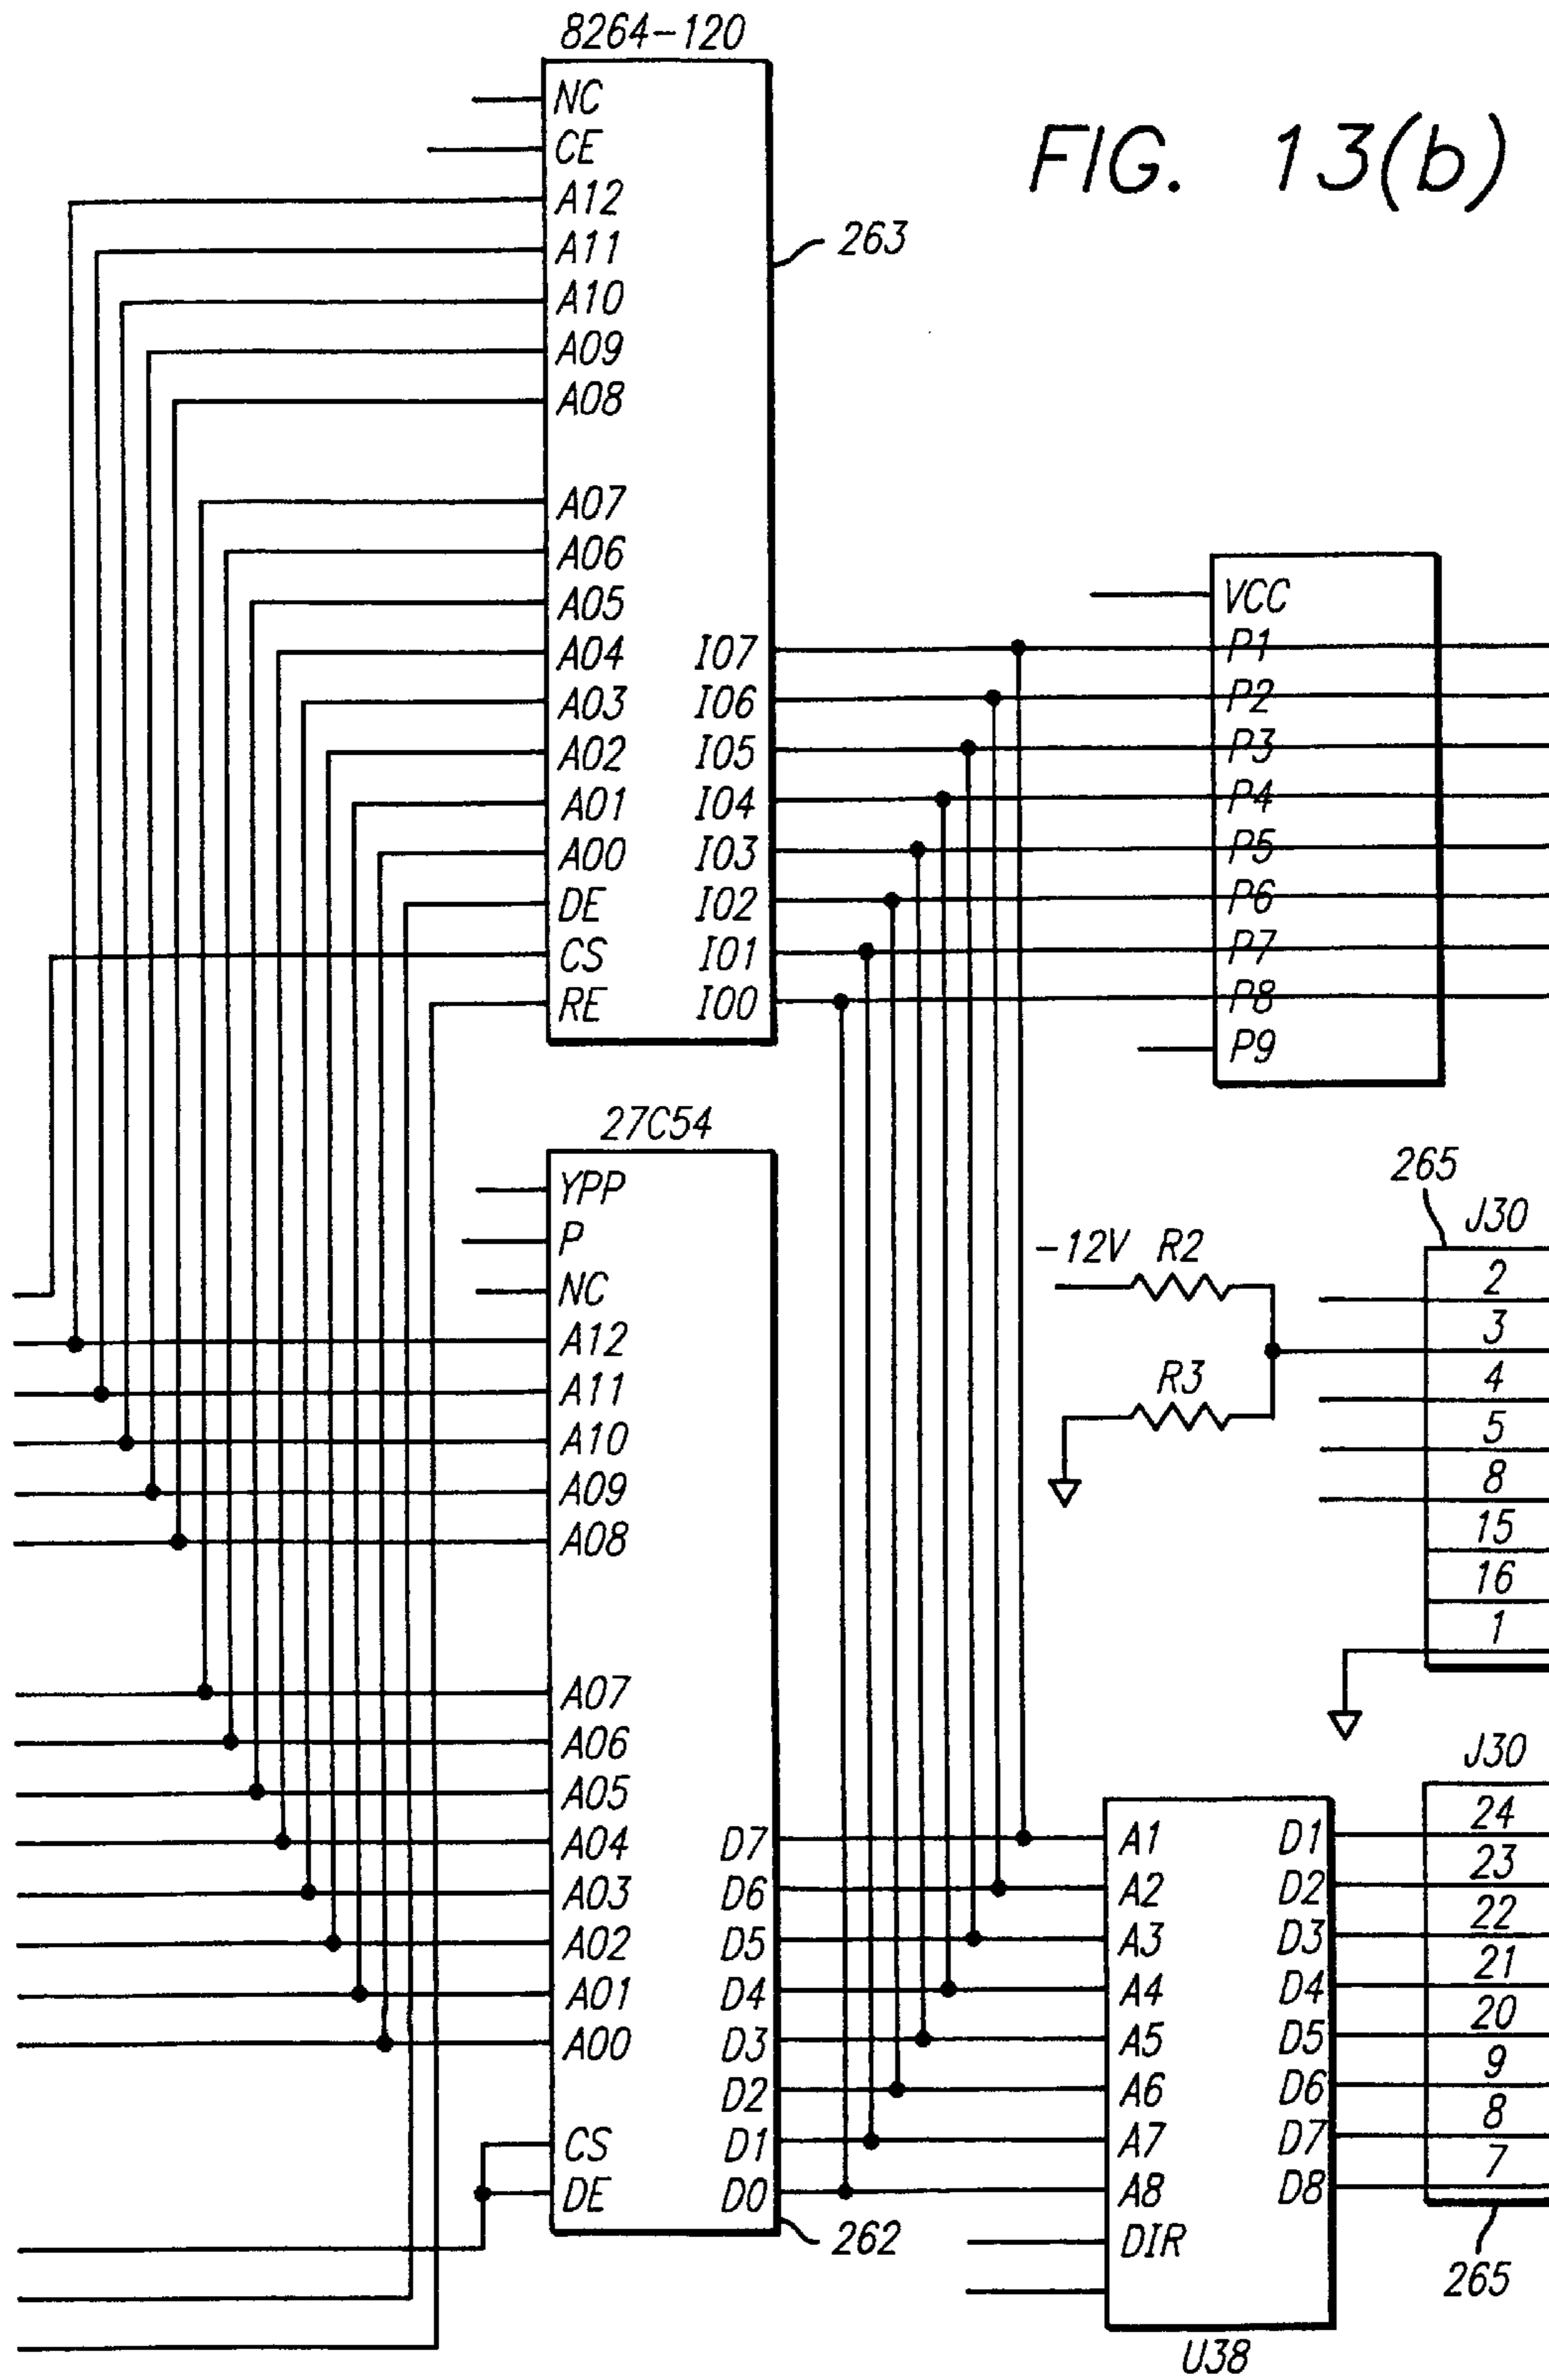 8264-120
FIG. 13(b)
NC
CE
A12
263
A11
A10
A09
A08
A07
A06
A05
A04
A03
A02
A01
A00
DE
CS
RE
I07
I06
I05
I04
I03
I02
I01
I00
VCC
P1
P2
P3
P4
P5
P6
P7
P8
P9
27C54
YPP
P
NC
A12
A11
A10
A09
A08
A07
A06
A05
A04
A03
A02
A01
A00
CS
DE
D7
D6
D5
D4
D3
D2
D1
D0
262
-12V R2
R3
265
J30
2
3
4
5
8
15
16
1
A1
A2
A3
A4
A5
A6
A7
A8
DIR
D1
D2
D3
D4
D5
D6
D7
D8
U38
J30
24
23
22
21
20
9
8
7
265